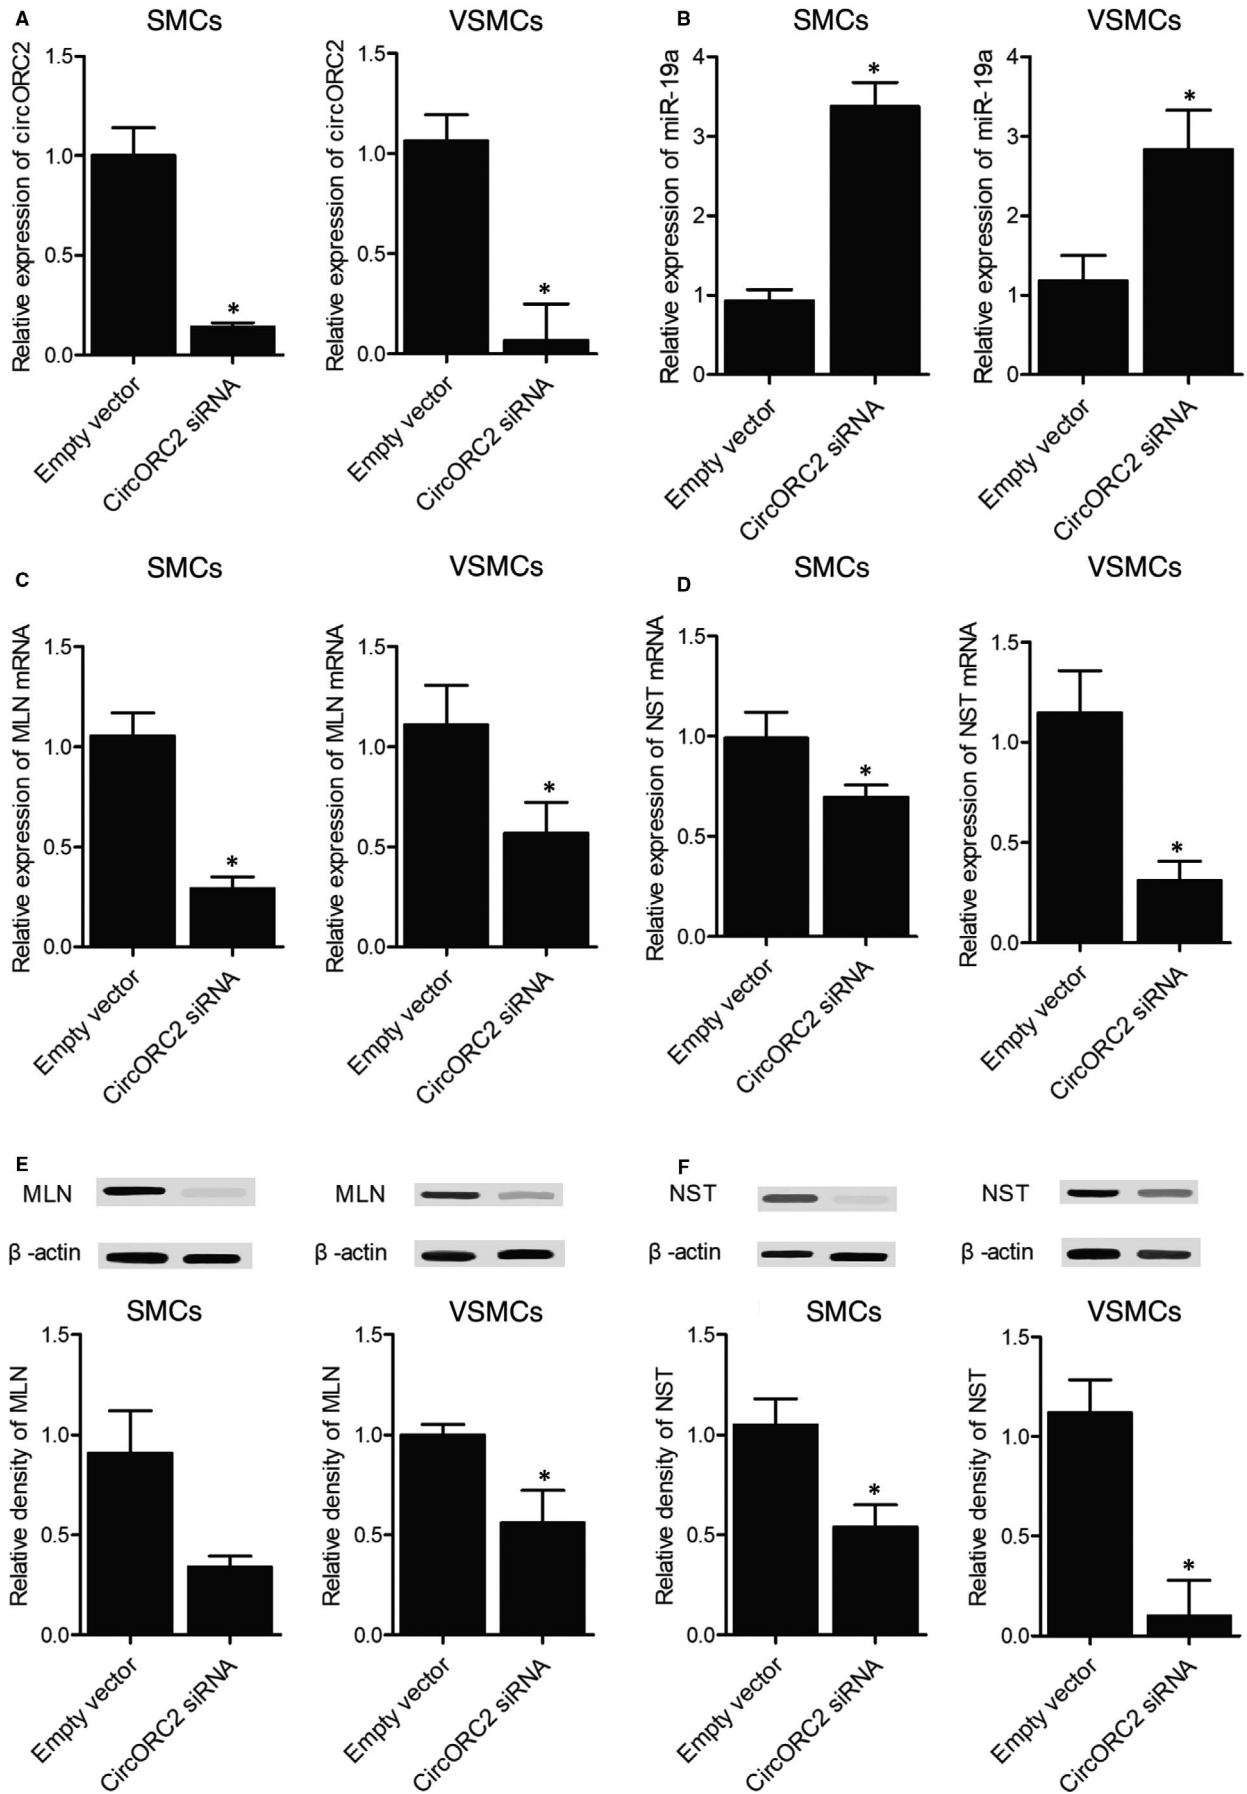 A
SMCs
Relative expression of circORC2
1.5
1.0
0.5
0.0
*
Empty vector
CircORC2 siRNA
VSMCs
Relative expression of circORC2
1.5
1.0
0.5
0.0
*
Empty vector
CircORC2 siRNA
B
SMCs
Relative expression of miR-19a
4
3
2
1
0
*
Empty vector
CircORC2 siRNA
VSMCs
Relative expression of miR-19a
4
3
2
1
0
*
Empty vector
CircORC2 siRNA
C
SMCs
Relative expression of MLN mRNA
1.5
1.0
0.5
0.0
*
Empty vector
CircORC2 siRNA
VSMCs
Relative expression of MLN mRNA
1.5
1.0
0.5
0.0
*
Empty vector
CircORC2 siRNA
D
SMCs
Relative expression of NST mRNA
1.5
1.0
0.5
0.0
*
Empty vector
CircORC2 siRNA
VSMCs
Relative expression of NST mRNA
1.5
1.0
0.5
0.0
*
Empty vector
CircORC2 siRNA
E
MLN
β -actin
SMCs
Relative density of MLN
1.5
1.0
0.5
0.0
Empty vector
CircORC2 siRNA
MLN
β -actin
VSMCs
Relative density of MLN
1.5
1.0
0.5
0.0
*
Empty vector
CircORC2 siRNA
F
NST
β -actin
SMCs
Relative density of NST
1.5
1.0
0.5
0.0
*
Empty vector
CircORC2 siRNA
NST
β -actin
VSMCs
Relative density of NST
1.5
1.0
0.5
0.0
*
Empty vector
CircORC2 siRNA